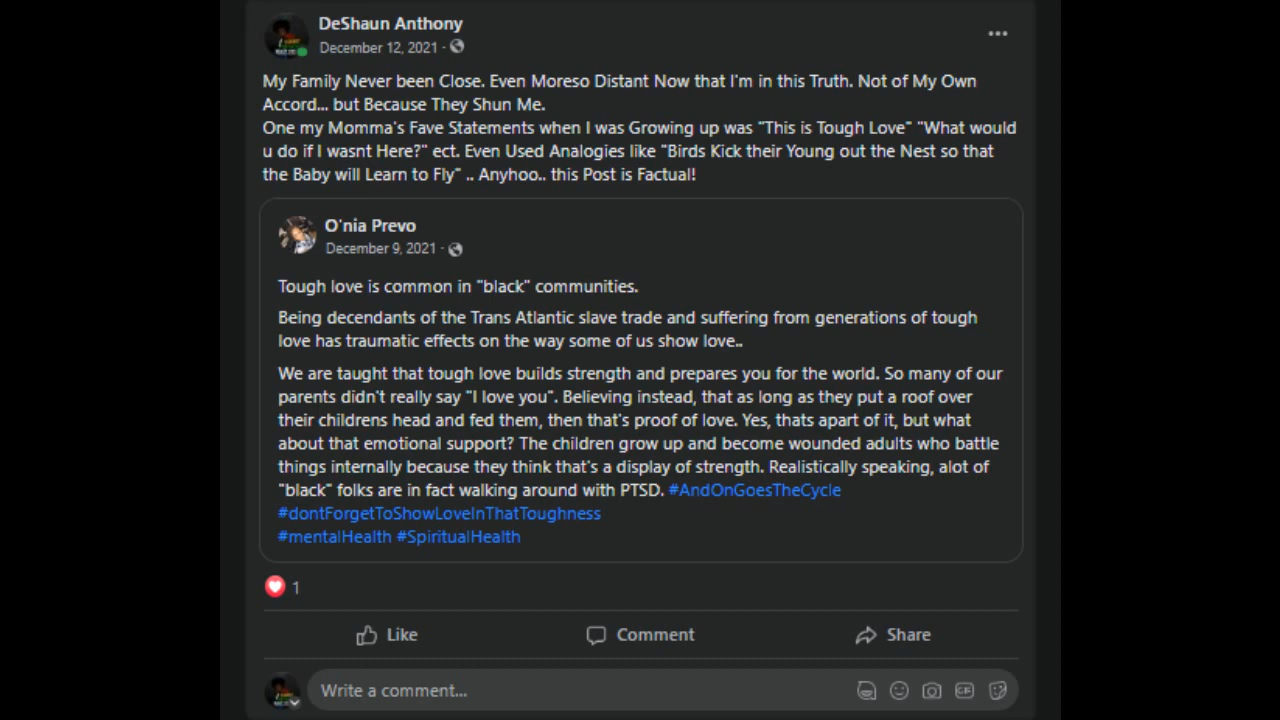 DeShaun Anthony
December 12, 2021 ·
My Family Never been Close. Even Moreso Distant Now that I'm in this Truth. Not of My Own
Accord... but Because They Shun Me.
One my Momma's Fave Statements when I was Growing up was "This is Tough Love" "What would
u do if I wasnt Here?" ect. Even Used Analogies like "Birds Kick their Young out the Nest so that
the Baby will Learn to Fly" .. Anyhoo.. this Post is Factual!
O'nia Prevo
December 9, 2021 ·
Tough love is common in "black" communities.
Being decendants of the Trans Atlantic slave trade and suffering from generations of tough
love has traumatic effects on the way some of us show love..
We are taught that tough love builds strength and prepares you for the world. So many of our
parents didn't really say "I love you". Believing instead, that as long as they put a roof over
their childrens head and fed them, then that's proof of love. Yes, thats apart of it, but what
about that emotional support? The children grow up and become wounded adults who battle
things internally because they think that's a display of strength. Realistically speaking, alot of
"black" folks are in fact walking around with PTSD. #AndOnGoesTheCycle
#dontForgetToShowLoveInThatToughness
#mentalHealth #SpiritualHealth
1
Like Comment Share
Write a comment...
GIF